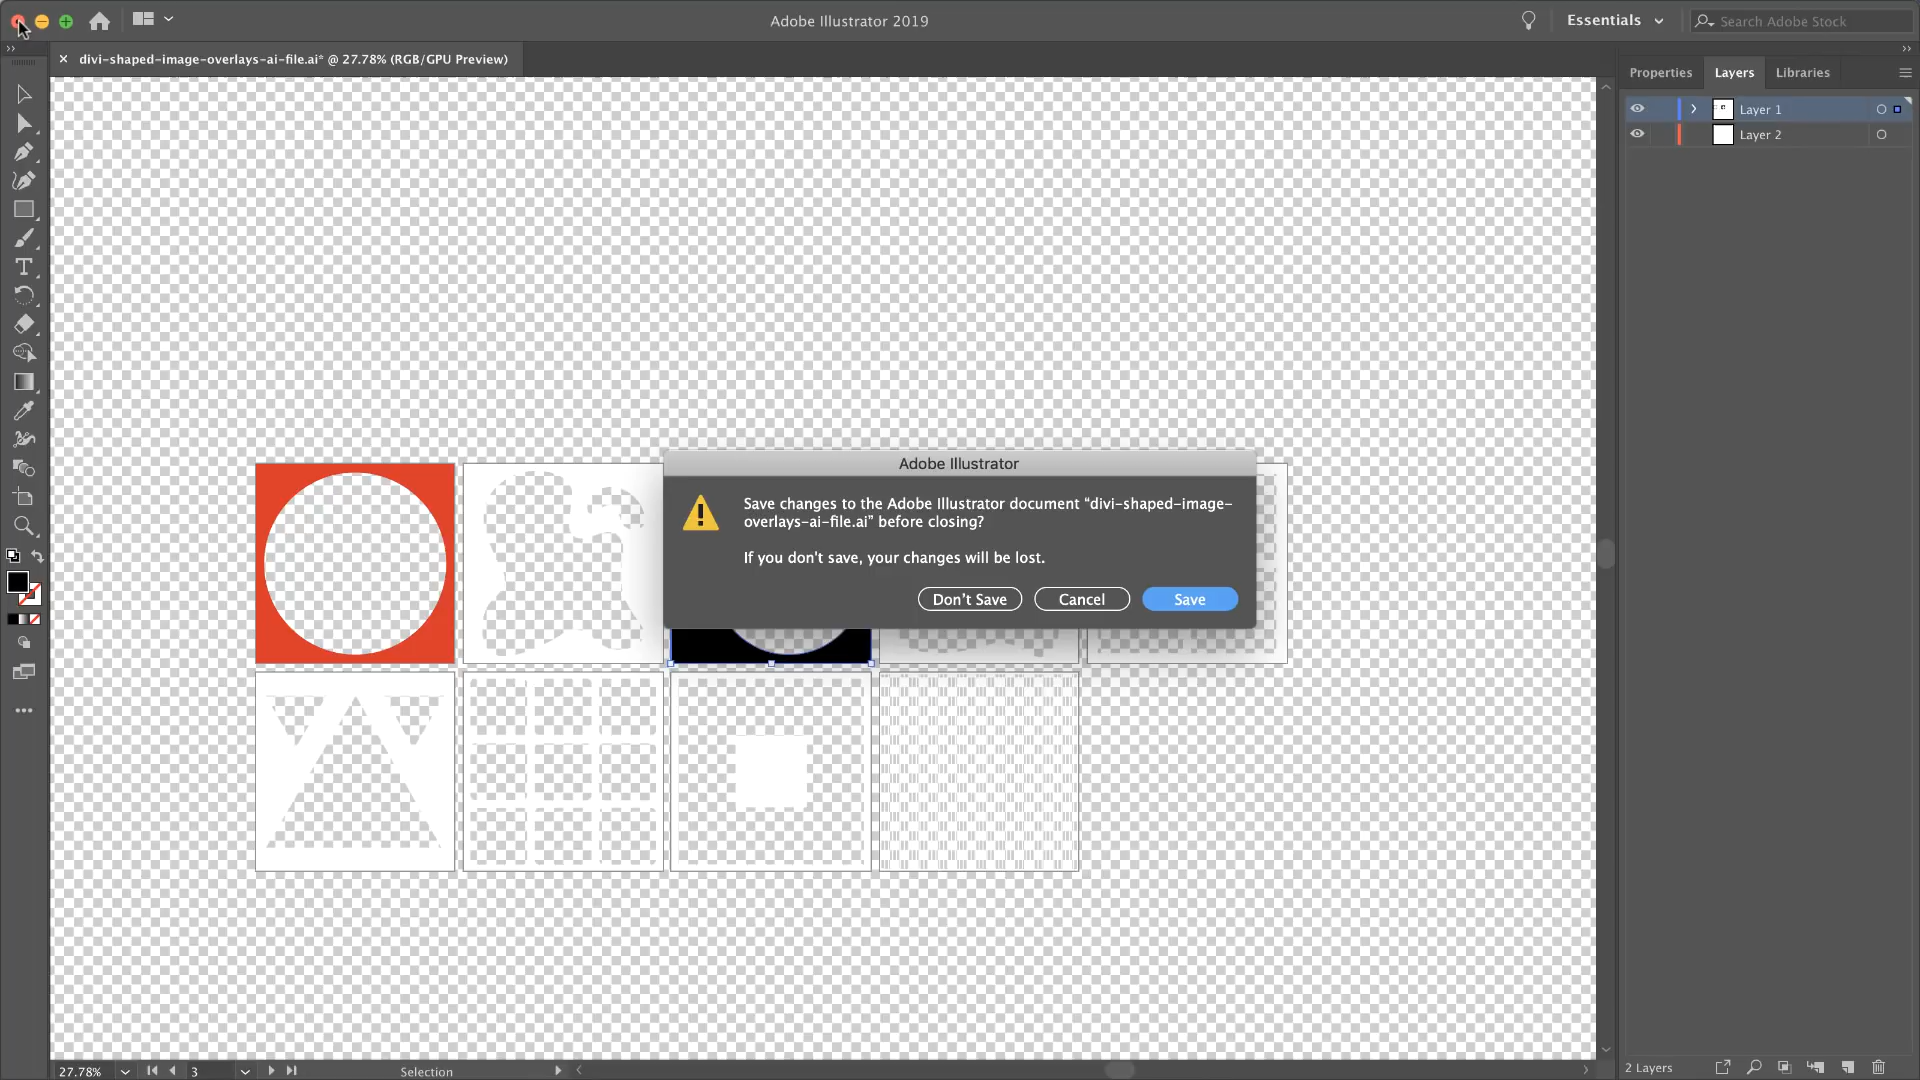 Adobe Illustrator 2019
Essentials
Search Adobe Stock
divi-shaped-image-overlays-ai-file.ai* @ 27.78% (RGB/GPU Preview)
Properties
Layers
Libraries
Layer 1
Layer 2
Adobe Illustrator
Save changes to the Adobe Illustrator document “divi-shaped-image-
overlays-ai-file.ai” before closing?
If you don't save, your changes will be lost.
Don't Save
Cancel
Save
27.78%
3
Selection
2 Layers